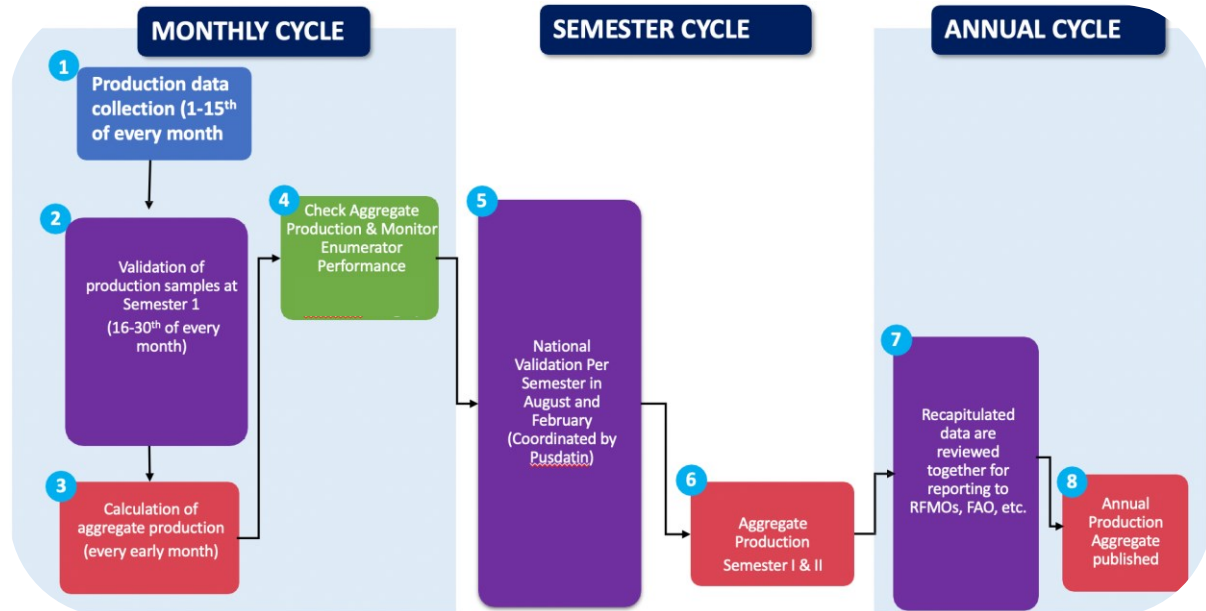 MONTHLY CYCLE
SEMESTER CYCLE
ANNUAL CYCLE
1
Production data
collection (1-15th
of every month
2
Validation of
production samples at
Semester 1
(16-30th of every
month)
3
Calculation of
aggregate production
(every early month)
4
Check Aggregate
Production & Monitor
Enumerator
Performance
5
National
Validation Per
Semester in
August and
February
(Coordinated by
Pusdatin)
6
Aggregate
Production
Semester I & II
7
Recapitulated
data are
reviewed
together for
reporting to
RFMOs, FAO, etc.
8
Annual
Production
Aggregate
published